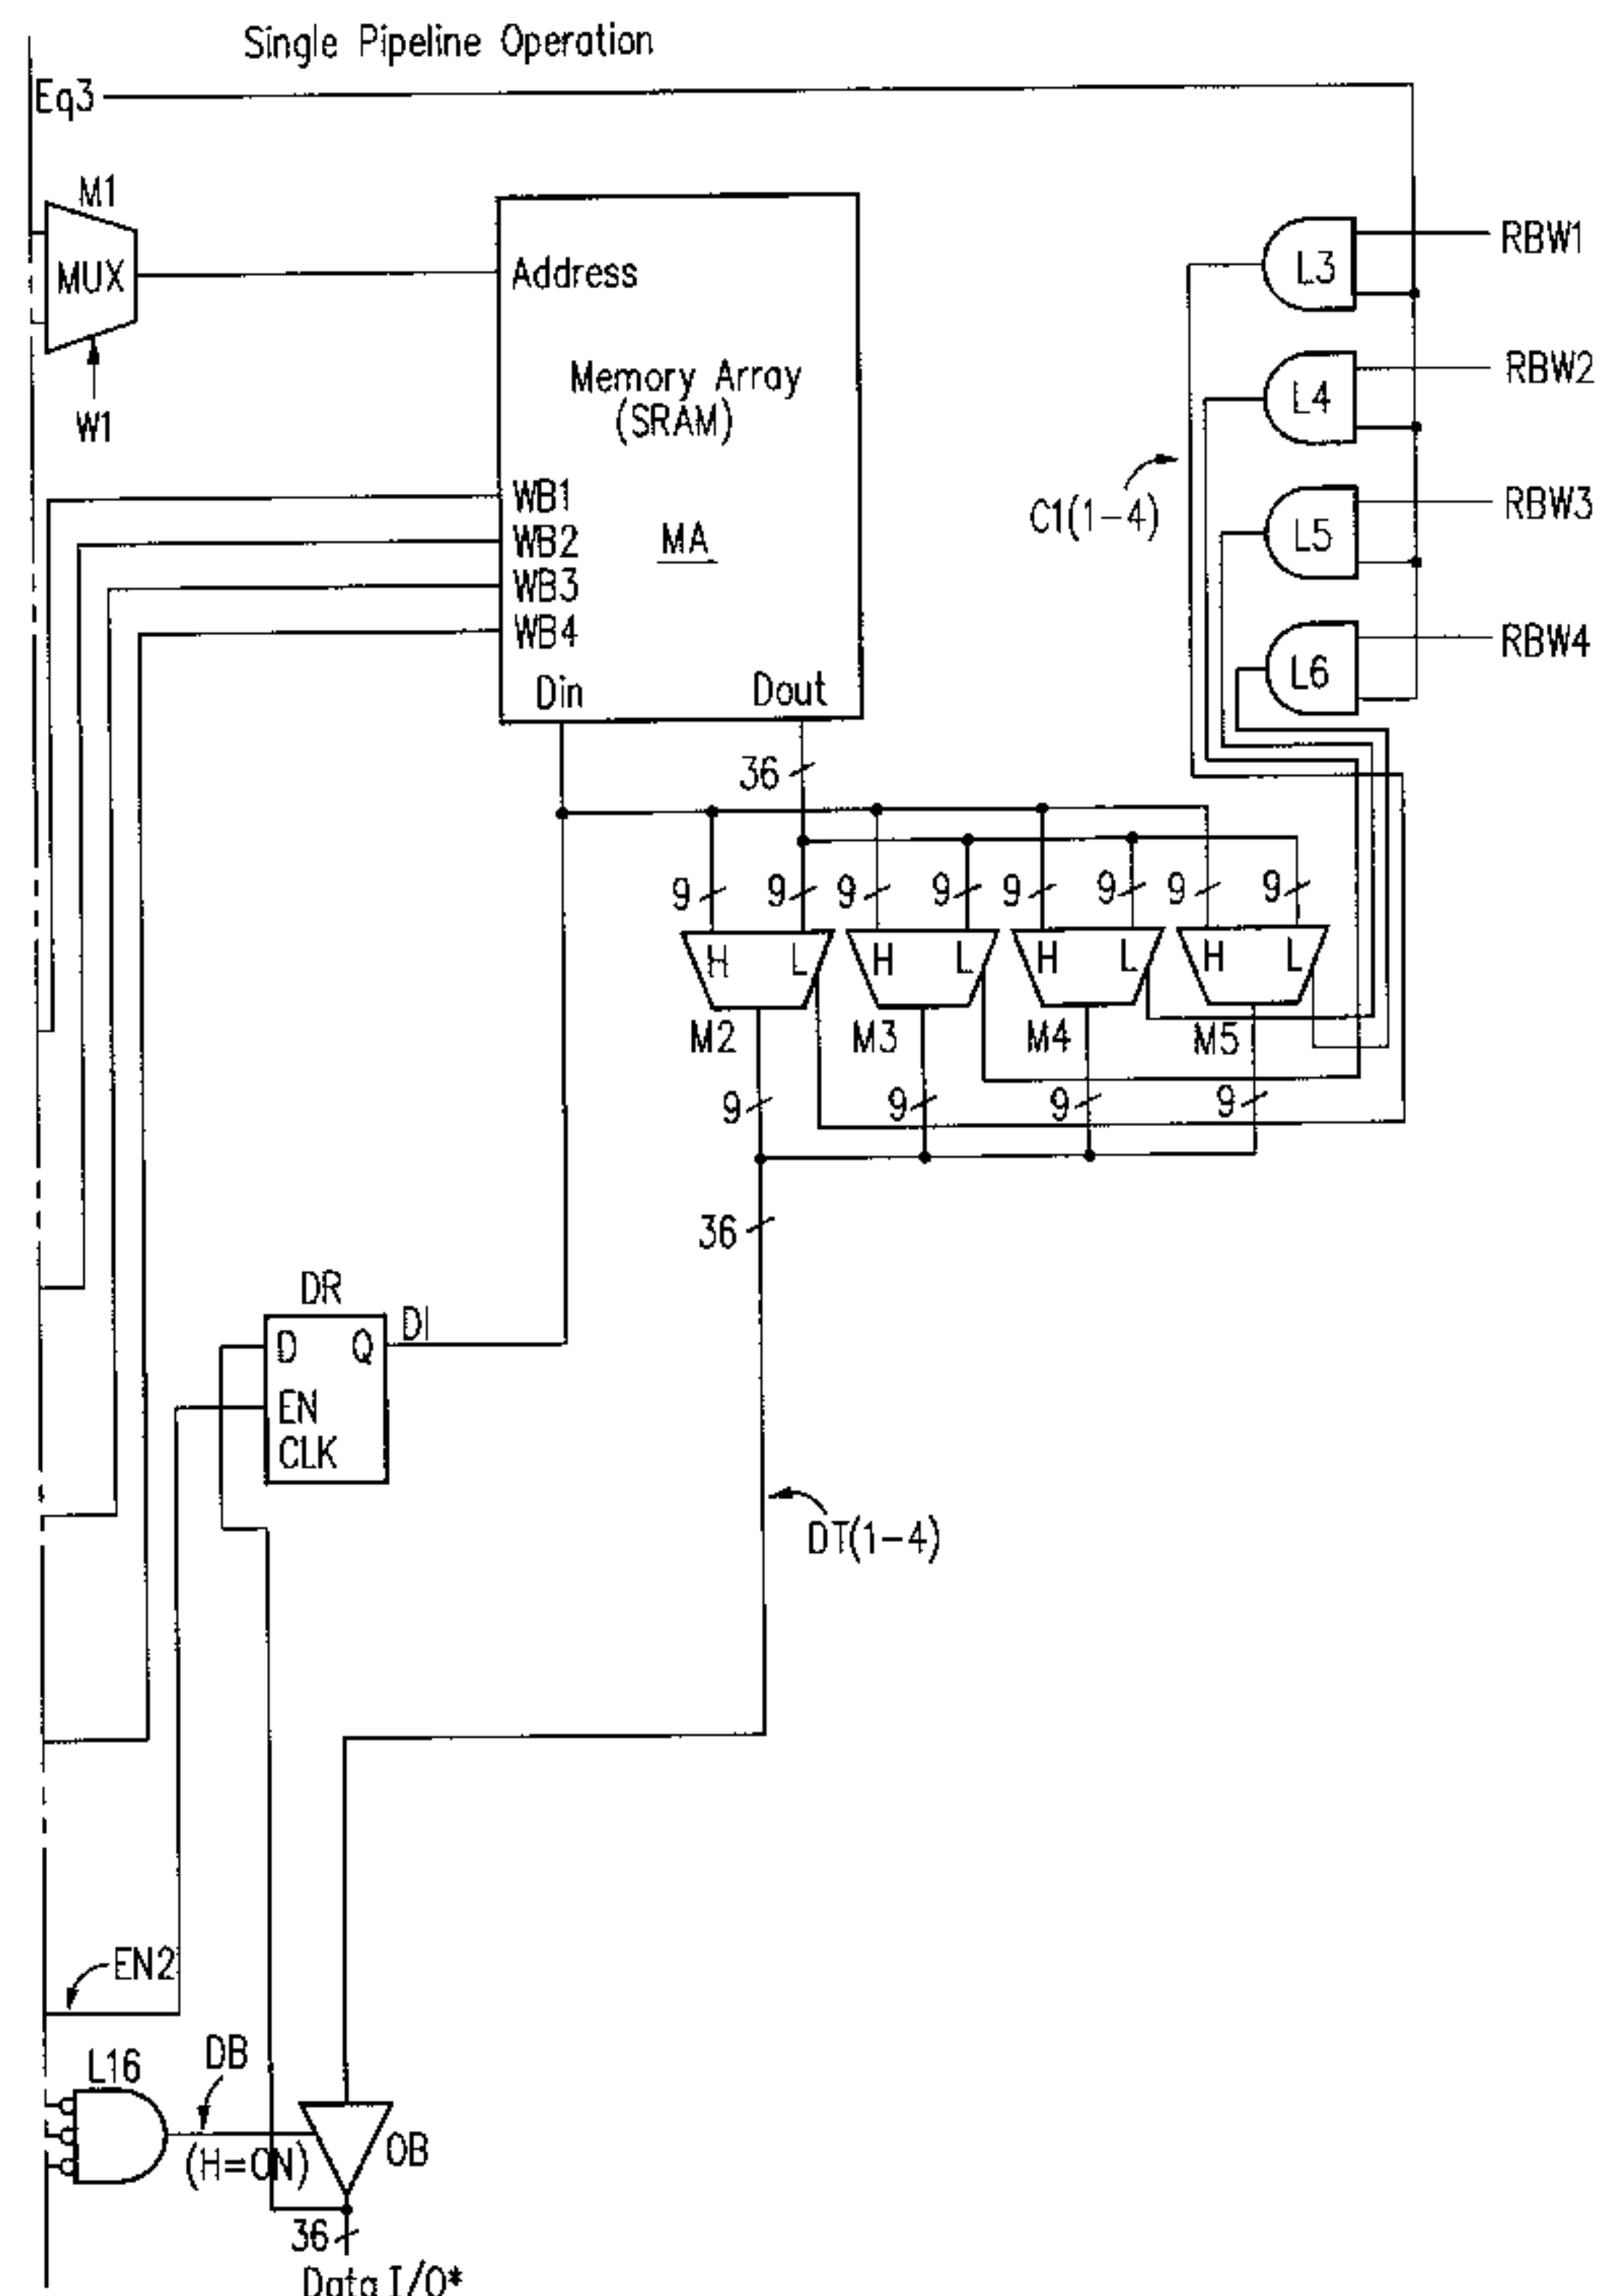 Single Pipeline Operation
Eq3
M1
MUX
W1
Address
Memory Array
(SRAM)
MA
WB1
WB2
WB3
WB4
Din
Dout
L3
RBW1
L4
RBW2
L5
RBW3
L6
RBW4
C1(1-4)
36
9
9
9
9
9
9
9
9
H
L
H
L
H
L
H
L
M2
M3
M4
M5
9
9
9
9
36
DR
D
Q
DI
EN
CLK
DT(1-4)
EN2
L16
DB
(H=ON)
OB
36
Data I/O*